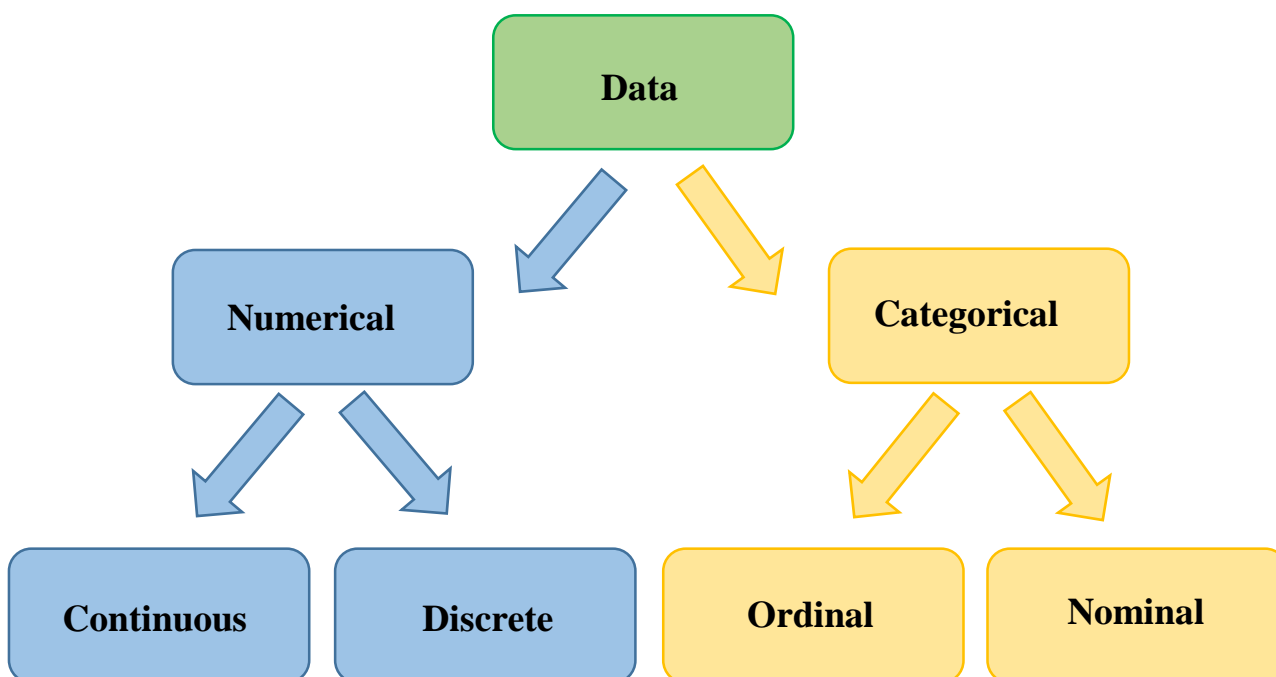 Data
Numerical
Categorical
Continuous
Discrete
Ordinal
Nominal